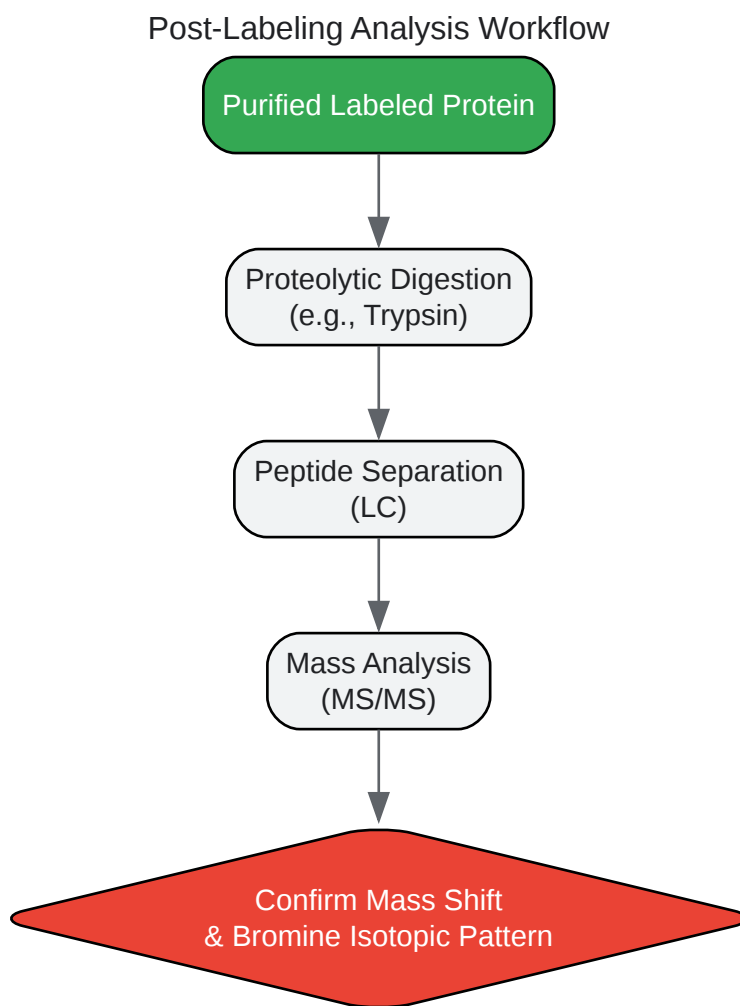 Post-Labeling Analysis Workflow
Purified Labeled Protein
Proteolytic Digestion
(e.g., Trypsin)
Peptide Separation
(LC)
Mass Analysis
(MS/MS)
Confirm Mass Shift
& Bromine Isotopic Pattern